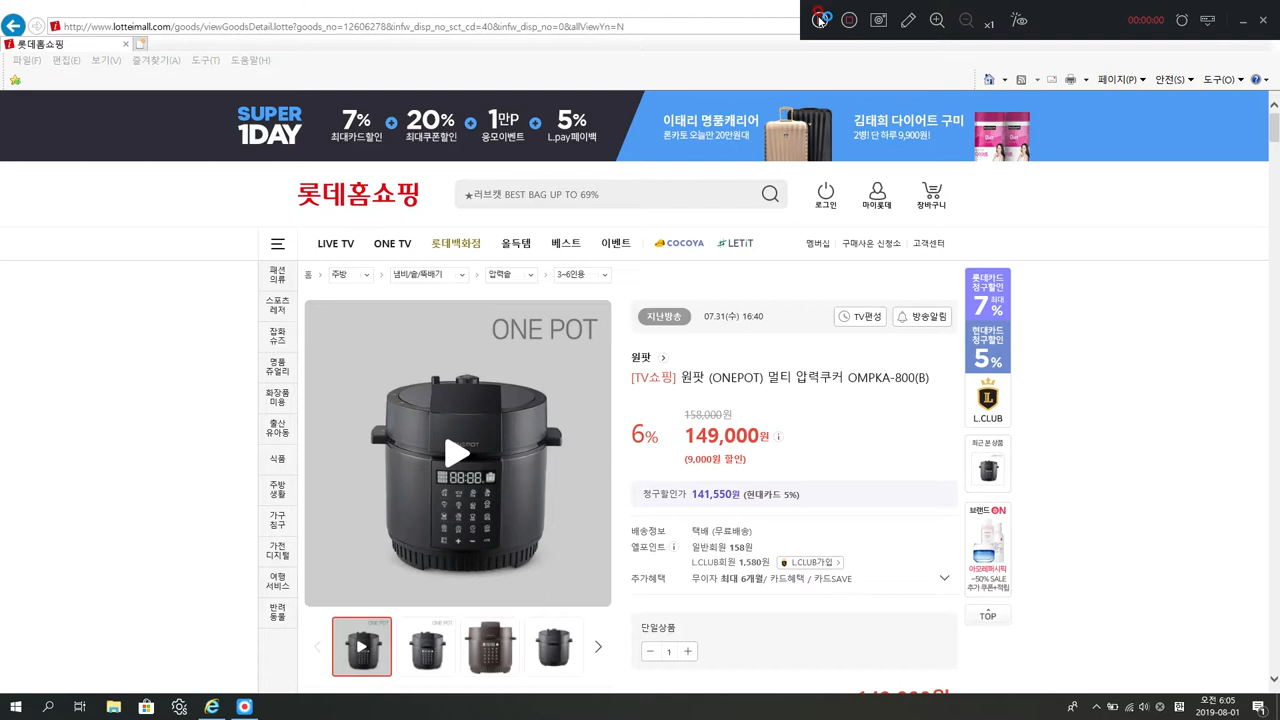 http://www.lotteimall.com/goods/viewGoodsDetail.lotte?goods_no=12606278&infw_disp_no_sct_cd=40&infw_disp_no=0&allViewYn=N
×1
00:00:00
롯데홈쇼핑
파일(F) 편집(E) 보기(V) 즐겨찾기(A) 도구(T) 도움말(H)
페이지(P) 안전(S) 도구(O)
SUPER
1DAY
7%
최대카드할인
20%
최대쿠폰할인
1만P
응모이벤트
5%
L.pay페이백
이태리 명품캐리어
론카토 오늘만 20만원대
김태희 다이어트 구미
2병! 단 하루 9,900원!
롯데홈쇼핑
★러브캣 BEST BAG UP TO 69%
로그인
마이롯데
장바구니
LIVE TV
ONE TV
롯데백화점
올득템
베스트
이벤트
COCOYA
LETiT
멤버십
구매사은 신청소
고객센터
홈
주방
냄비/솥/뚝배기
압력솥
3~6인용
패션
의류
스포츠
레저
잡화
슈즈
명품
쥬얼리
화장품
미용
출산
유아동
식품
주방
생활
가구
침구
가전
디지털
여행
서비스
반려
동물
ONE POT
지난방송
07.31(수) 16:40
TV편성
방송알림
원팟
[TV쇼핑] 원팟 (ONEPOT) 멀티 압력쿠커 OMPKA-800(B)
158,000원
6%
149,000원
(9,000원 할인)
청구할인가 141,550원 (현대카드 5%)
배송정보 택배 (무료배송)
엘포인트 일반회원 158원
L.CLUB회원 1,580원 L.CLUB가입
추가혜택 무이자 최대 6개월/ 카드혜택 / 카드SAVE
단일상품
1
롯데카드
청구할인
7최대%
현대카드
청구할인
5%
L.CLUB
최근 본 상품
브랜드 ON
아모레퍼시픽
~50% SALE
추가 쿠폰+적립
TOP
오전 6:05
2019-08-01